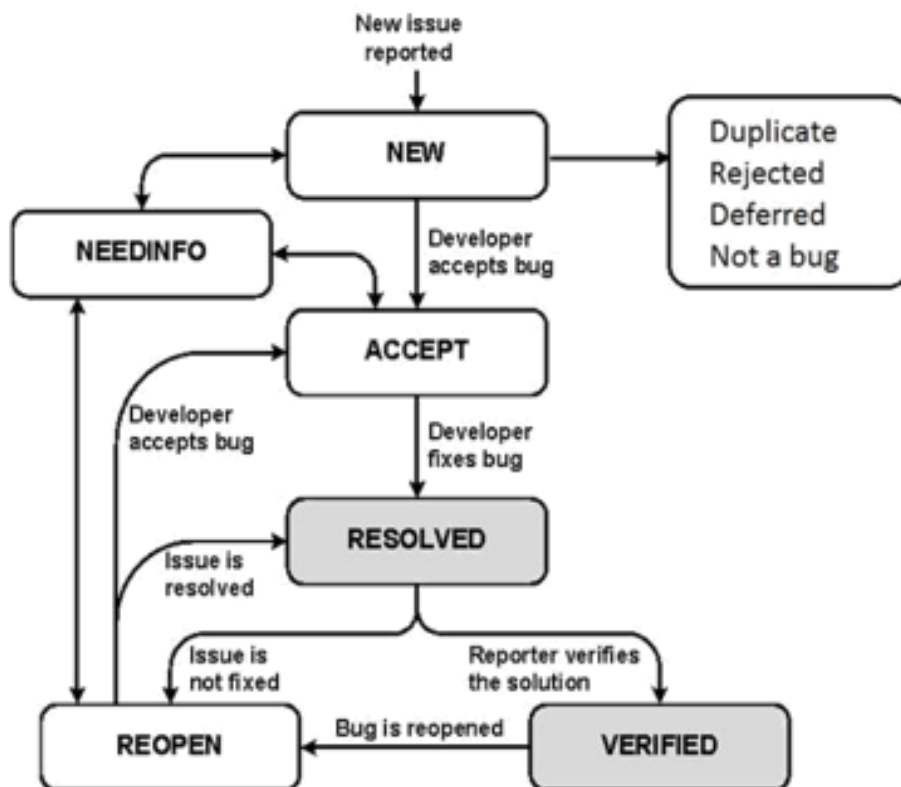 New issue
reported
NEW
Duplicate
Rejected
Deferred
Not a bug
NEEDINFO
Developer
accepts bug
ACCEPT
Developer
accepts bug
Developer
fixes bug
RESOLVED
Issue is
resolved
Issue is
not fixed
Reporter verifies
the solution
REOPEN
Bug is reopened
VERIFIED